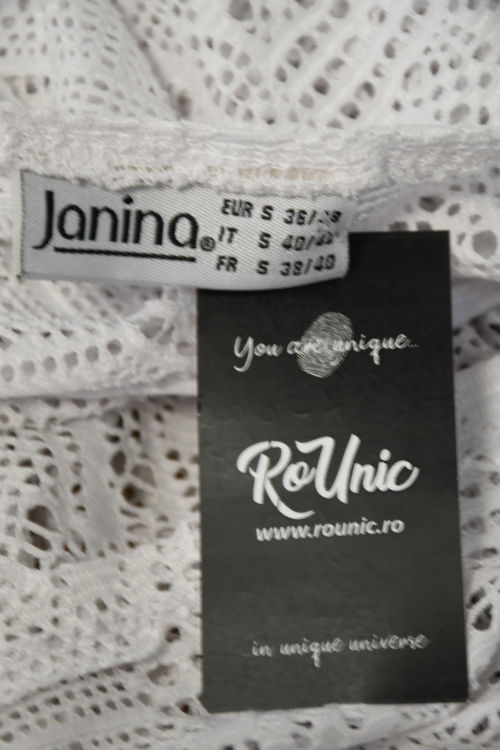 Janina®
EUR S 36/38
IT S 40/42
FR S 38/40
You are unique...
RoUnic
www.rounic.ro
...in unique universe